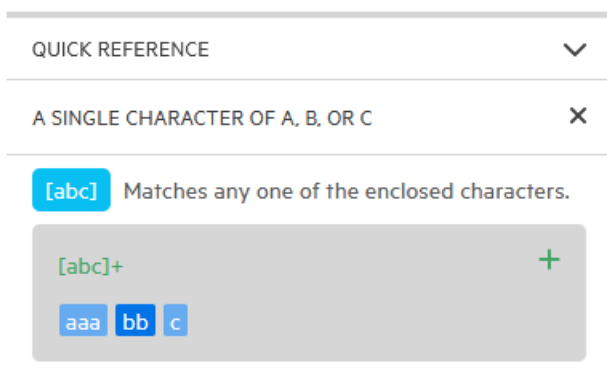 QUICK REFERENCE
A SINGLE CHARACTER OF A, B, OR C
[abc] Matches any one of the enclosed characters.
[abc]+
aaa bb c